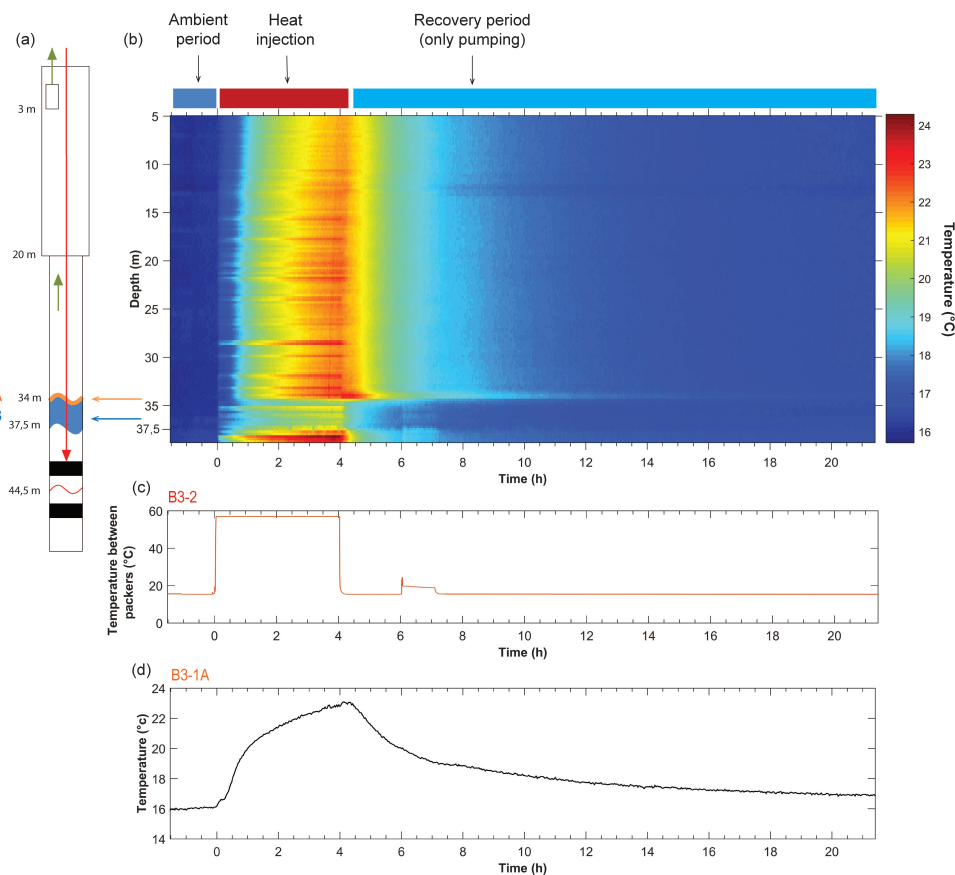 (a)
3 m
20 m
34 m
37,5 m
44,5 m
(b)
Ambient
period
Heat
injection
Recovery period
(only pumping)
Depth (m)
5
10
15
20
25
30
35
37,5
0 2 4 6 8 10 12 14 16 18 20
Time (h)
24
23
22
21
20
19
18
17
16
Temperature (°C)
(c)
B3-2
Temperature between
packers (°C)
60
40
20
0
0 2 4 6 8 10 12 14 16 18 20
Time (h)
(d)
B3-1A
Temperature (°c)
24
22
20
18
16
14
0 2 4 6 8 10 12 14 16 18 20
Time (h)